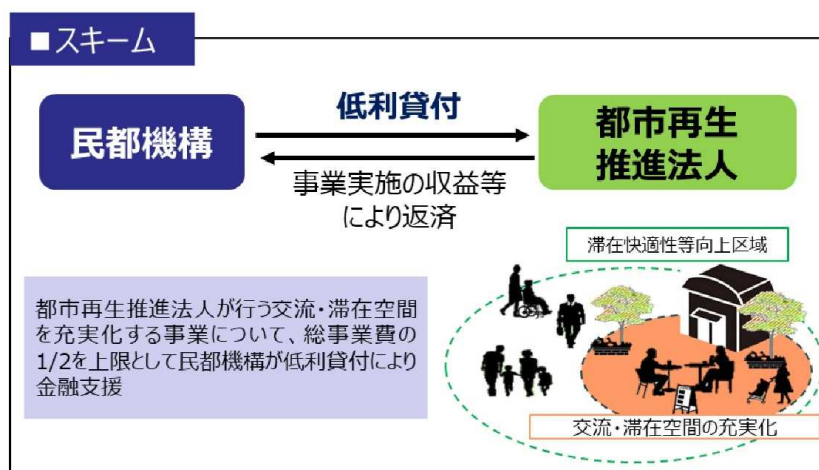 ■スキーム
民都機構
低利貸付
都市再生
推進法人
事業実施の収益等
により返済
滞在快適性等向上区域
都市再生推進法人が行う交流・滞在空間
を充実化する事業について、総事業費の
1/2を上限として民都機構が低利貸付により
金融支援
交流・滞在空間の充実化